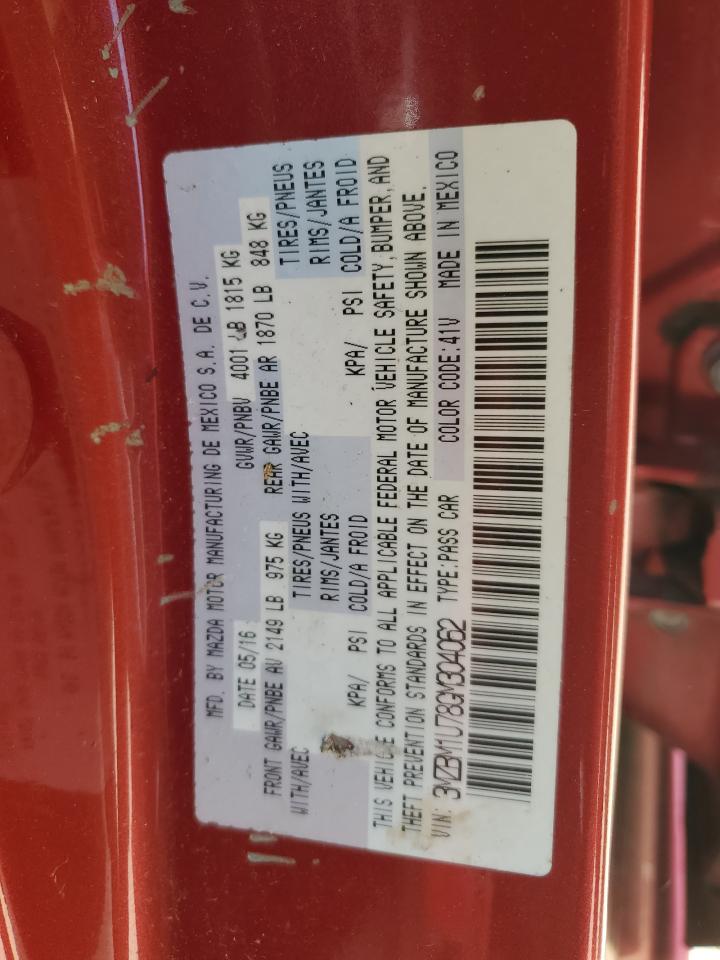 MFD. BY MAZDA MOTOR MANUFACTURING DE MEXICO S.A. DE C.V.
DATE 05/16 GVWR/PNBV 4001 LB 1815 KG
FRONT GAWR/PNBE AV 2149 LB 975 KG REAR GAWR/PNBE AR 1870 LB 848 KG
WITH/AVEC TIRES/PNEUS WITH/AVEC TIRES/PNEUS
RIMS/JANTES RIMS/JANTES
KPA/ PSI COLD/A FROID KPA/ PSI COLD/A FROID
THIS VEHICLE CONFORMS TO ALL APPLICABLE FEDERAL MOTOR VEHICLE SAFETY, BUMPER, AND
THEFT PREVENTION STANDARDS IN EFFECT ON THE DATE OF MANUFACTURE SHOWN ABOVE.
VIN: 3MZBM1U78GM304062 TYPE:PASS CAR COLOR CODE:41V MADE IN MEXICO